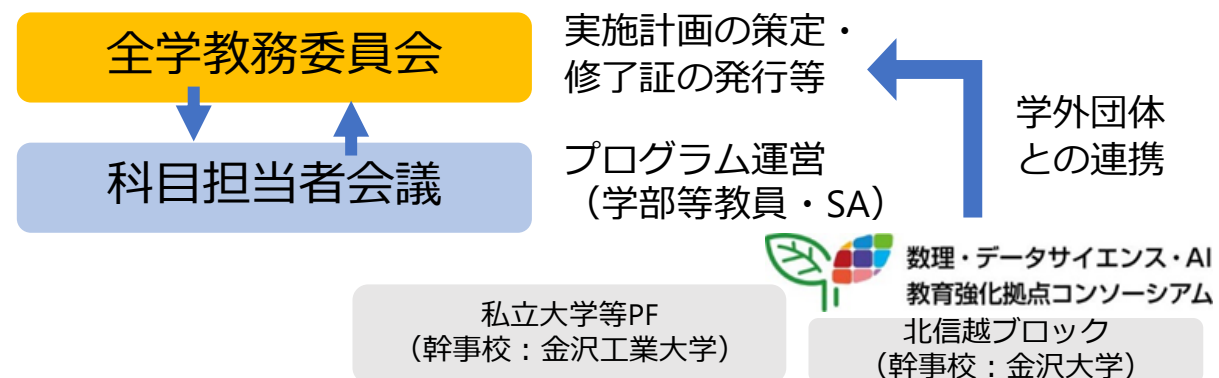 全学教務委員会
実施計画の策定・
修了証の発行等
学外団体
との連携
科目担当者会議
プログラム運営
（学部等教員・SA）
数理・データサイエンス・AI
教育強化拠点コンソーシアム
私立大学等PF
（幹事校：金沢工業大学）
北信越ブロック
（幹事校：金沢大学）